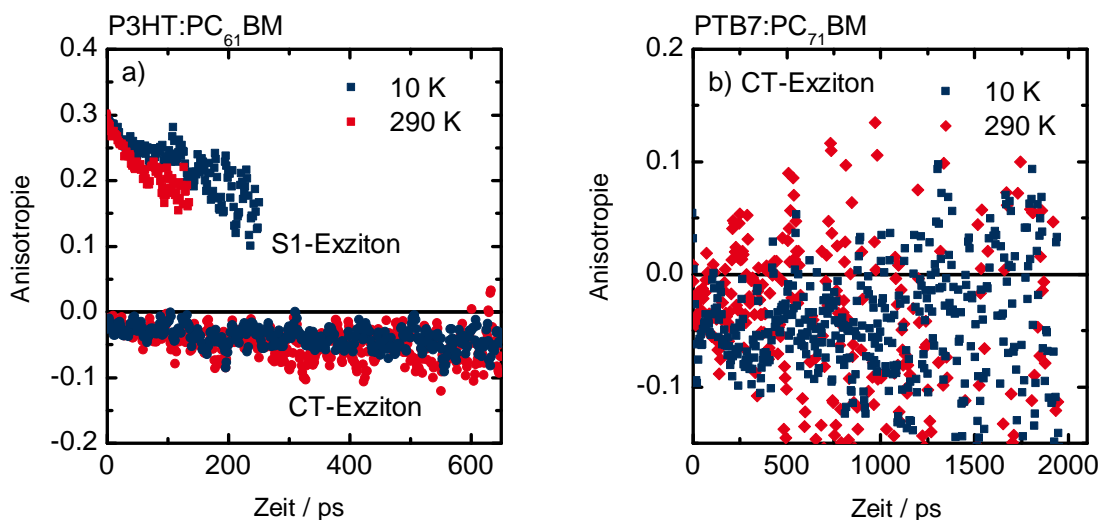 P3HT:PC61BM
a)
10 K
290 K
S1-Exziton
CT-Exziton
Anisotropie
0.4
0.3
0.2
0.1
0.0
-0.1
-0.2
0
200
400
600
Zeit / ps
PTB7:PC71BM
b) CT-Exziton
10 K
290 K
Anisotropie
0.2
0.1
0.0
-0.1
0
500
1000
1500
2000
Zeit / ps